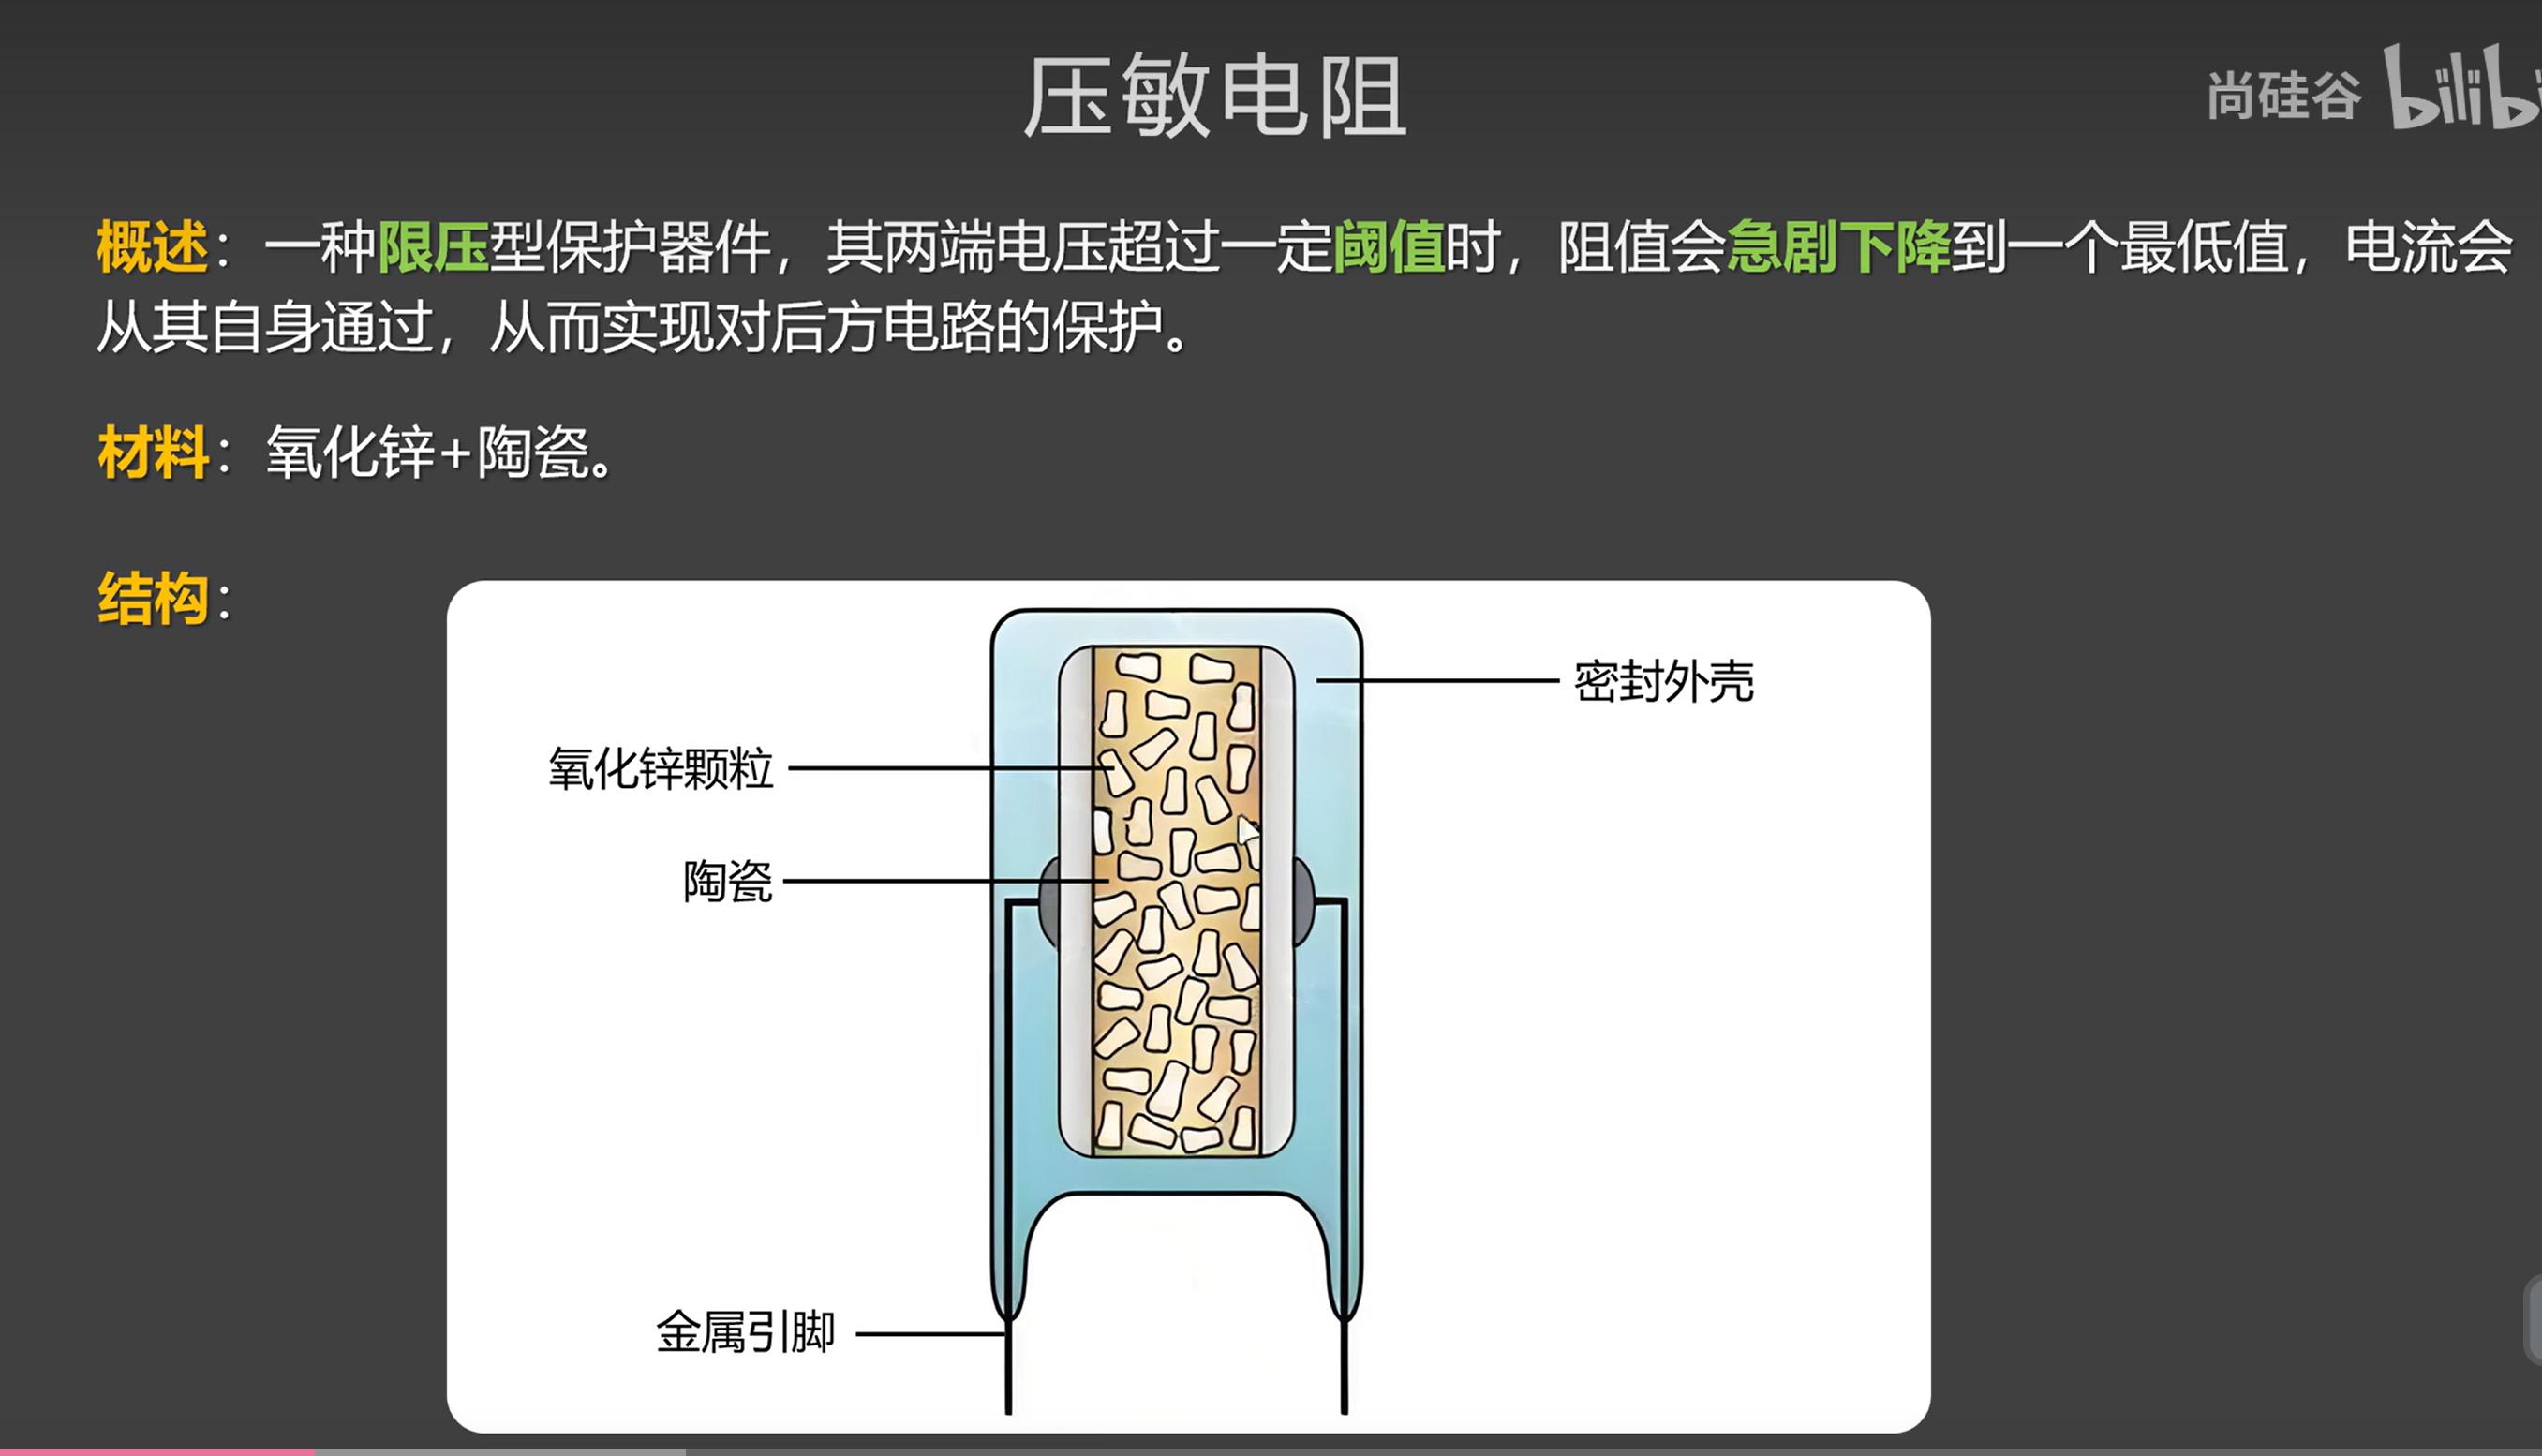 压敏电阻
尚硅谷 bilibi
概述：一种限压型保护器件，其两端电压超过一定阈值时，阻值会急剧下降到一个最低值，电流会
从其自身通过，从而实现对后方电路的保护。
材料：氧化锌+陶瓷。
结构：
密封外壳
氧化锌颗粒
陶瓷
金属引脚